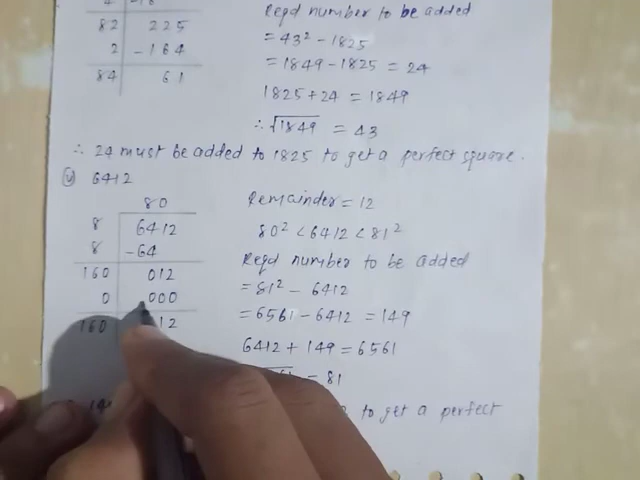 82 225
2 -164
84 61
Reqd number to be added
= 43² - 1825
= 1849 - 1825 = 24
1825 + 24 = 1849
∴ √1849 = 43
∴ 24 must be added to 1825 to get a perfect square.
v) 6412
80
8 6412
8 -64
160 012
0 000
160 12
Remainder = 12
80² < 6412 < 81²
Reqd number to be added
= 81² - 6412
= 6561 - 6412 = 149
6412 + 149 = 6561
= 81
to get a perfect